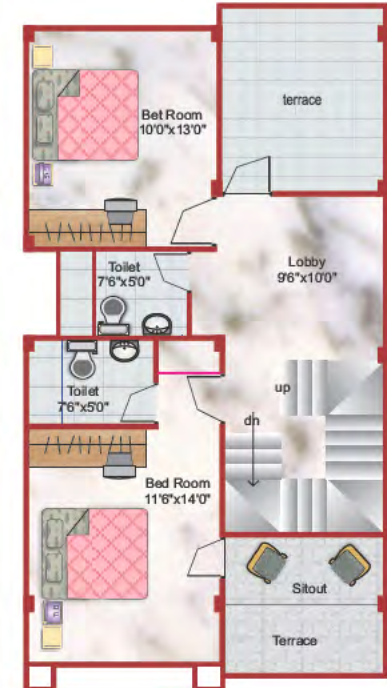 terrace
Bet Room
10'0"x13'0"
Toilet
7'6"x5'0"
Lobby
9'6"x10'0"
Toilet
7'6"x5'0"
up
dn
Bed Room
11'6"x14'0"
Sitout
Terrace